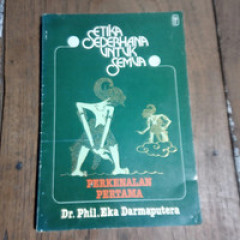 ETIKA
SEDERHANA
UNTUK
SEMUA
PERKENALAN
PERTAMA
Dr. Phil. Eka Darmaputera